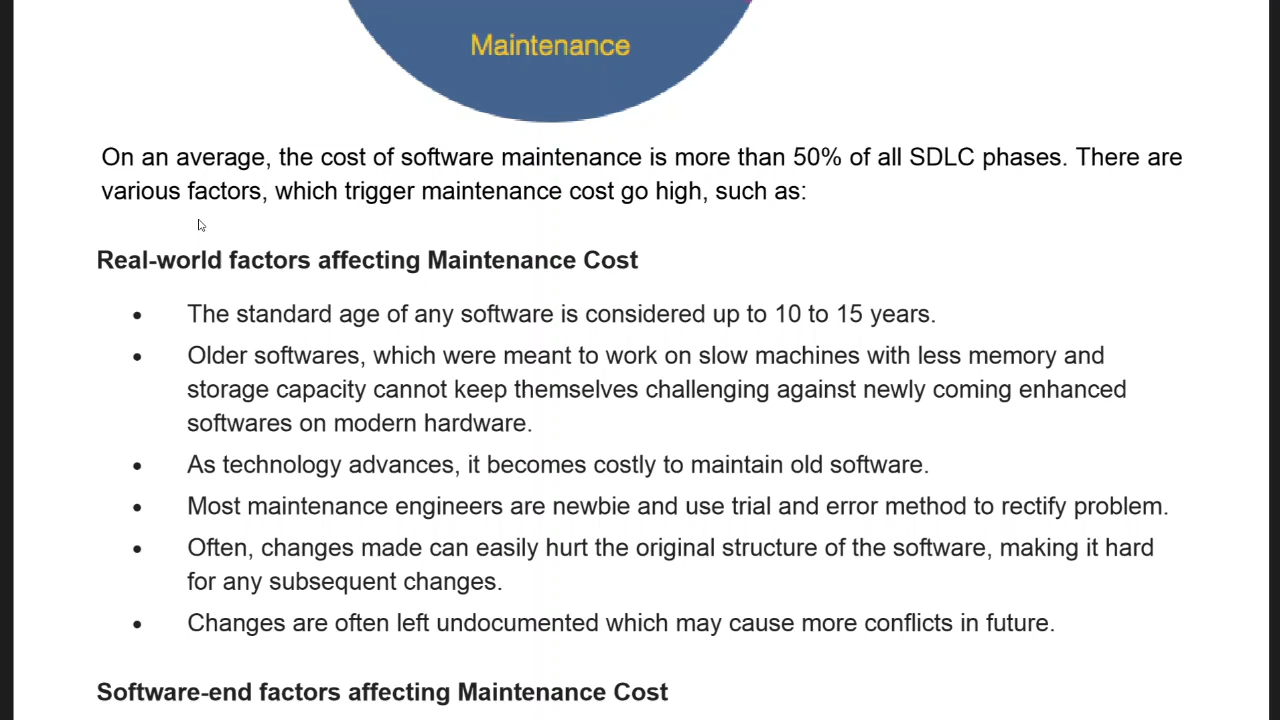 Maintenance
On an average, the cost of software maintenance is more than 50% of all SDLC phases. There are
various factors, which trigger maintenance cost go high, such as:
Real-world factors affecting Maintenance Cost
• The standard age of any software is considered up to 10 to 15 years.
• Older softwares, which were meant to work on slow machines with less memory and
storage capacity cannot keep themselves challenging against newly coming enhanced
softwares on modern hardware.
• As technology advances, it becomes costly to maintain old software.
• Most maintenance engineers are newbie and use trial and error method to rectify problem.
• Often, changes made can easily hurt the original structure of the software, making it hard
for any subsequent changes.
• Changes are often left undocumented which may cause more conflicts in future.
Software-end factors affecting Maintenance Cost